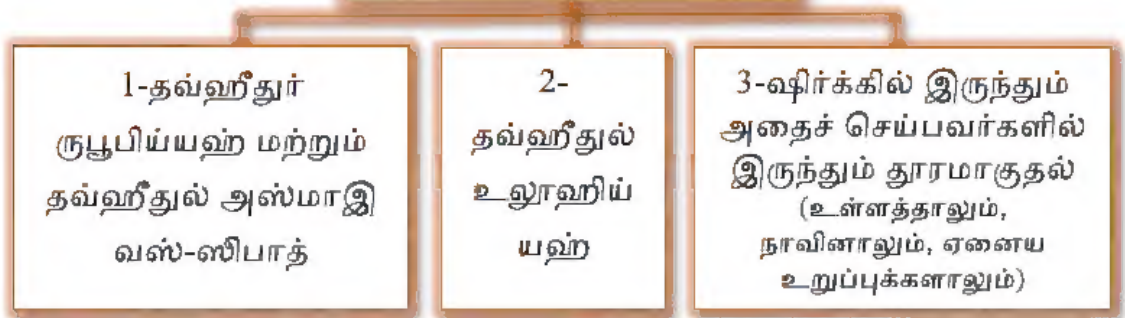 1-தவ்ஹீதுர்
ருபூபிய்யஹ் மற்றும்
தவ்ஹீதுல் அஸ்மாஇ
வஸ்-ஸிபாத்
2-
தவ்ஹீதுல்
உலூஹிய்
யஹ்
3-ஷிர்க்கில் இருந்தும்
அதைச் செய்பவர்களில்
இருந்தும் தூரமாகுதல்
(உள்ளத்தாலும்,
நாவினாலும், ஏனைய
உறுப்புக்களாலும்)